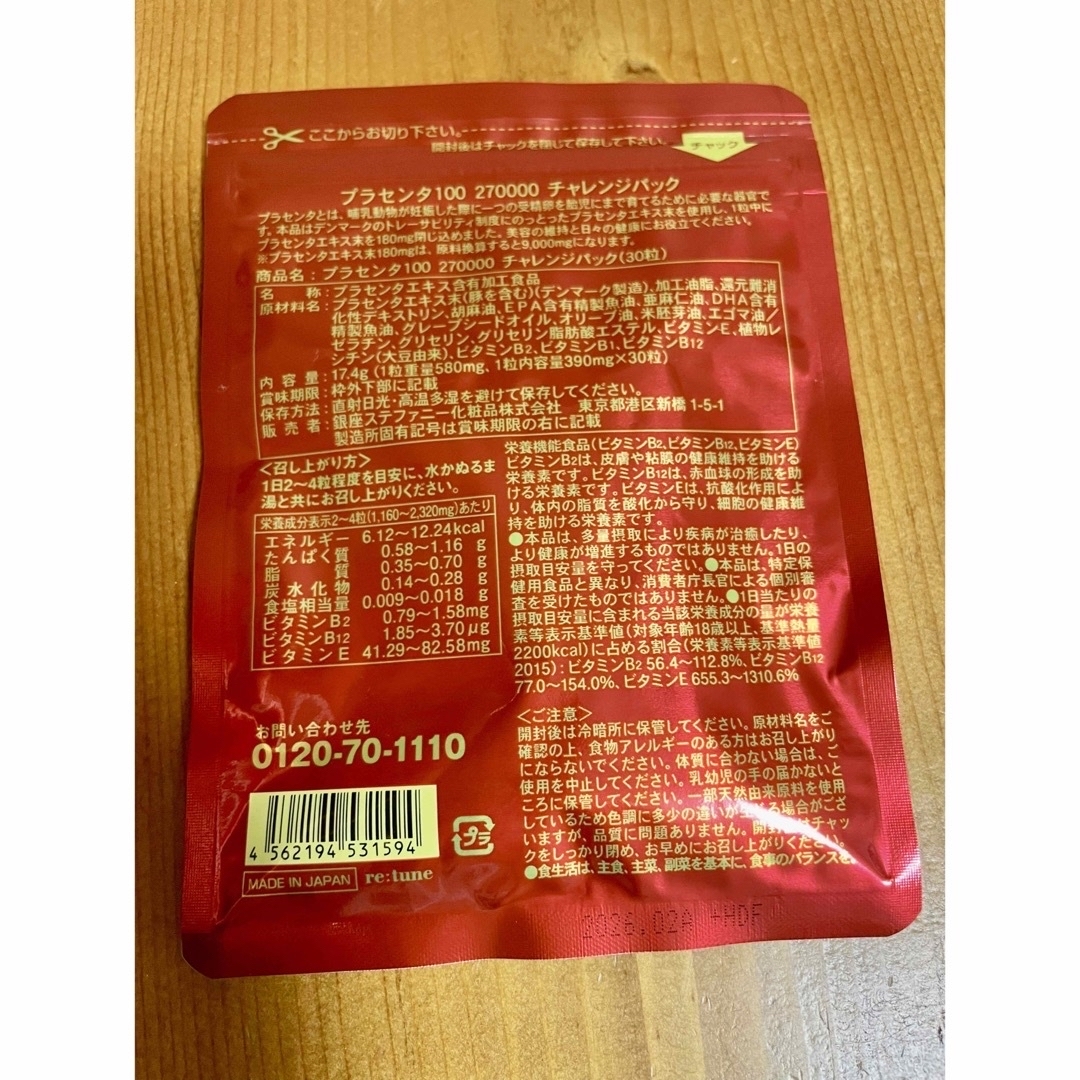 ここからお切り下さい。
開封後はチャックを閉じて保存して下さい。
チャック
プラセンタ100 270000 チャレンジパック
プラセンタとは、哺乳動物が妊娠した際に一つの受精卵を胎児にまで育てるために必要な器官で
す。本品はデンマークのトレーサビリティ制度にのっとったプラセンタエキス末を使用し、1粒中に
プラセンタエキス末を180mg閉じ込めました。美容の維持と日々の健康にお役立てください。
※プラセンタエキス末180mgは、原料換算すると9,000mgになります。
商品名:プラセンタ100 270000 チャレンジパック(30粒)
名称:プラセンタエキス含有加工食品
原材料名:プラセンタエキス末(豚を含む)(デンマーク製造)、加工油脂、還元難消
化性デキストリン、胡麻油、EPA含有精製魚油、亜麻仁油、DHA含有
精製魚油、グレープシードオイル、オリーブ油、米胚芽油、エゴマ油/
ゼラチン、グリセリン、グリセリン脂肪酸エステル、ビタミンE、植物レ
シチン(大豆由来)、ビタミンB2、ビタミンB1、ビタミンB12
内容量:17.4g(1粒重量580mg、1粒内容量390mg×30粒)
賞味期限:枠外下部に記載
保存方法:直射日光・高温多湿を避けて保存してください。
販売者:銀座ステファニー化粧品株式会社 東京都港区新橋1-5-1
製造所固有記号は賞味期限の右に記載
<召し上がり方>
1日2〜4粒程度を目安に、水かぬるま
湯と共にお召し上がりください。
栄養成分表示2〜4粒(1,160〜2,320mg)あたり
エネルギー 6.12〜12.24kcal
たんぱく質 0.58〜1.16 g
脂質 0.35〜0.70 g
炭水化物 0.14〜0.28 g
食塩相当量 0.009〜0.018 g
ビタミンB2 0.79〜1.58mg
ビタミンB12 1.85〜3.70μg
ビタミンE 41.29〜82.58mg
栄養機能食品(ビタミンB2、ビタミンB12、ビタミンE)
ビタミンB2は、皮膚や粘膜の健康維持を助ける
栄養素です。ビタミンB12は、赤血球の形成を助
ける栄養素です。ビタミンEは、抗酸化作用によ
り、体内の脂質を酸化から守り、細胞の健康維
持を助ける栄養素です。
●本品は、多量摂取により疾病が治癒したり、
より健康が増進するものではありません。1日の
摂取目安量を守ってください。●本品は、特定保
健用食品と異なり、消費者庁長官による個別審
査を受けたものではありません。●1日当たりの
摂取目安量に含まれる当該栄養成分の量が栄養
素等表示基準値(対象年齢18歳以上、基準熱量
2200kcal)に占める割合(栄養素等表示基準値
2015):ビタミンB2 56.4〜112.8%、ビタミンB12
77.0〜154.0%、ビタミンE 655.3〜1310.6%
お問い合わせ先
0120-70-1110
<ご注意>
開封後は冷暗所に保管してください。原材料名をご
確認の上、食物アレルギーのある方はお召し上がり
にならないでください。体質に合わない場合は、ご
使用を中止してください。乳幼児の手の届かないと
ころに保管してください。一部天然由来原料を使用
しているため色調に多少の違いが生じる場合がござ
いますが、品質に問題ありません。開封後はチャッ
クをしっかり閉め、お早めにお召し上がりください。
●食生活は、主食、主菜、副菜を基本に、食事のバランスを。
4 562194 531594
プラ
MADE IN JAPAN
re:tune
2026.02A +HDF